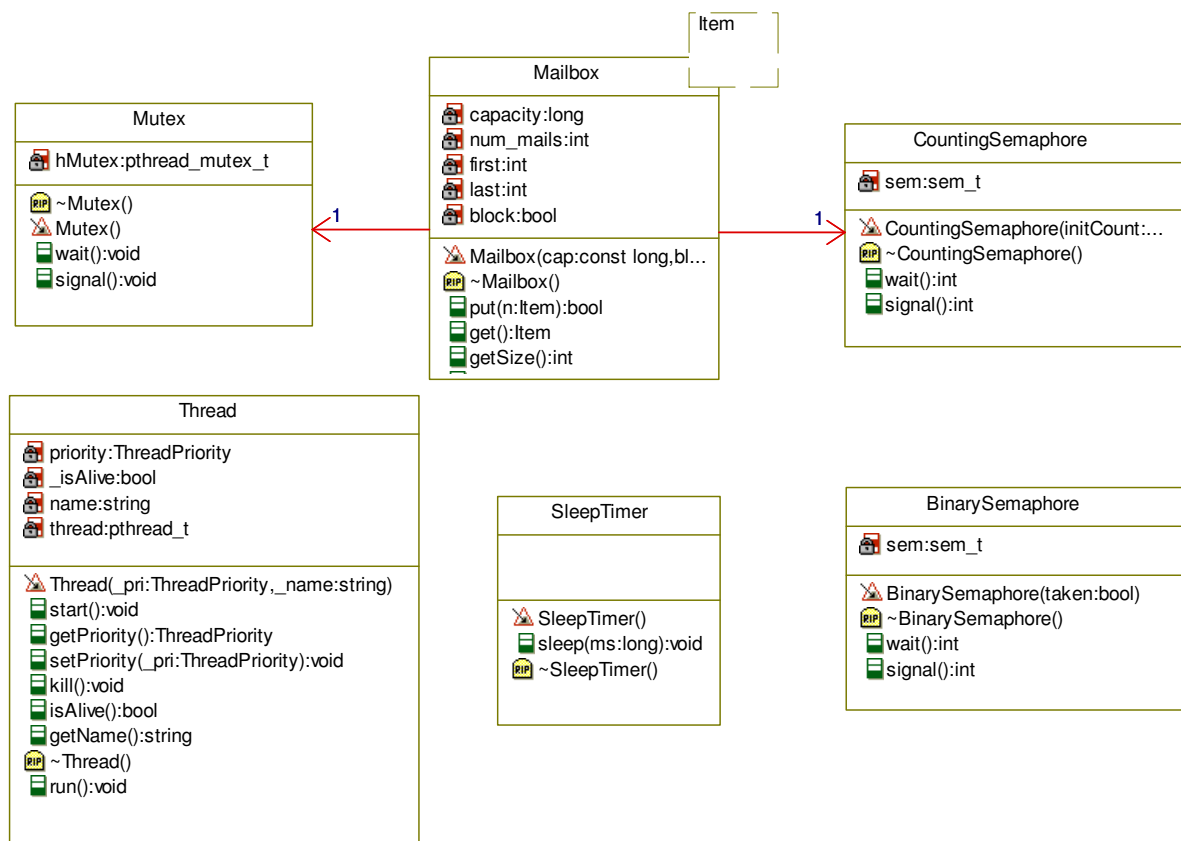 Item
Mailbox
capacity:long
num_mails:int
first:int
last:int
block:bool
Mailbox(cap:const long,bl...
~Mailbox()
put(n:Item):bool
get():Item
getSize():int
Mutex
hMutex:pthread_mutex_t
RIP ~Mutex()
Mutex()
wait():void
signal():void
1
1
CountingSemaphore
sem:sem_t
CountingSemaphore(initCount:...
RIP ~CountingSemaphore()
wait():int
signal():int
Thread
priority:ThreadPriority
_isAlive:bool
name:string
thread:pthread_t
Thread(_pri:ThreadPriority,_name:string)
start():void
getPriority():ThreadPriority
setPriority(_pri:ThreadPriority):void
kill():void
isAlive():bool
getName():string
RIP ~Thread()
run():void
SleepTimer
SleepTimer()
sleep(ms:long):void
RIP ~SleepTimer()
BinarySemaphore
sem:sem_t
BinarySemaphore(taken:bool)
RIP ~BinarySemaphore()
wait():int
signal():int